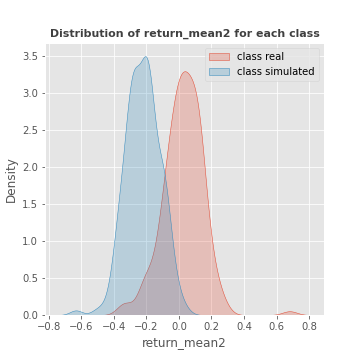 Distribution of return_mean2 for each class
class real
class simulated
Density
3.5
3.0
2.5
2.0
1.5
1.0
0.5
0.0
−0.8 −0.6 −0.4 −0.2 0.0 0.2 0.4 0.6 0.8
return_mean2